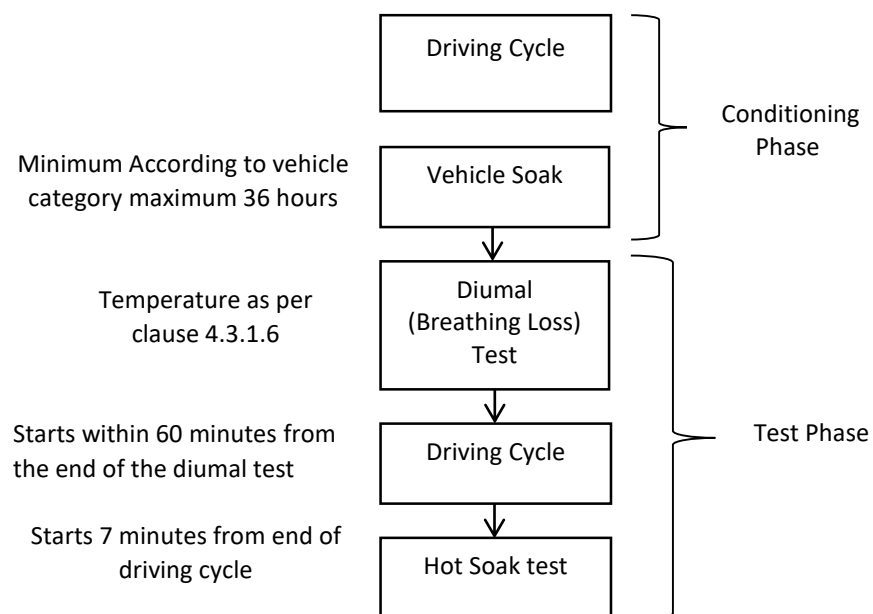 Driving Cycle
Conditioning
Phase
Minimum According to vehicle
category maximum 36 hours
Vehicle Soak
Temperature as per
clause 4.3.1.6
Diumal
(Breathing Loss)
Test
Starts within 60 minutes from
the end of the diumal test
Driving Cycle
Test Phase
Starts 7 minutes from end of
driving cycle
Hot Soak test